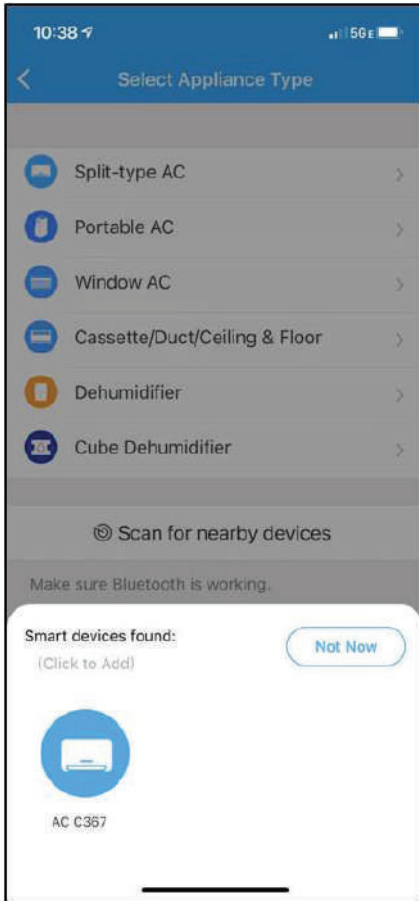 10:38 5GE
Select Appliance Type
Split-type AC
Portable AC
Window AC
Cassette/Duct/Ceiling & Floor
Dehumidifier
Cube Dehumidifier
Scan for nearby devices
Make sure Bluetooth is working.
Smart devices found:
Not Now
(Click to Add)
AC C367